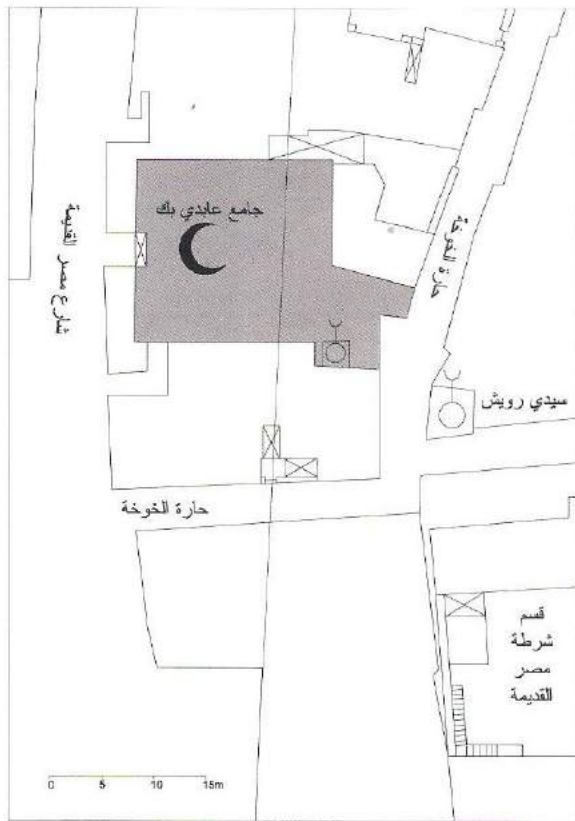 جامع عابدي بك
شارع مصر القديمة
حارة الخوخة
سيدي رويش
حارة الخوخة
قسم
شرطة
مصر
القديمة
0 5 10 15m